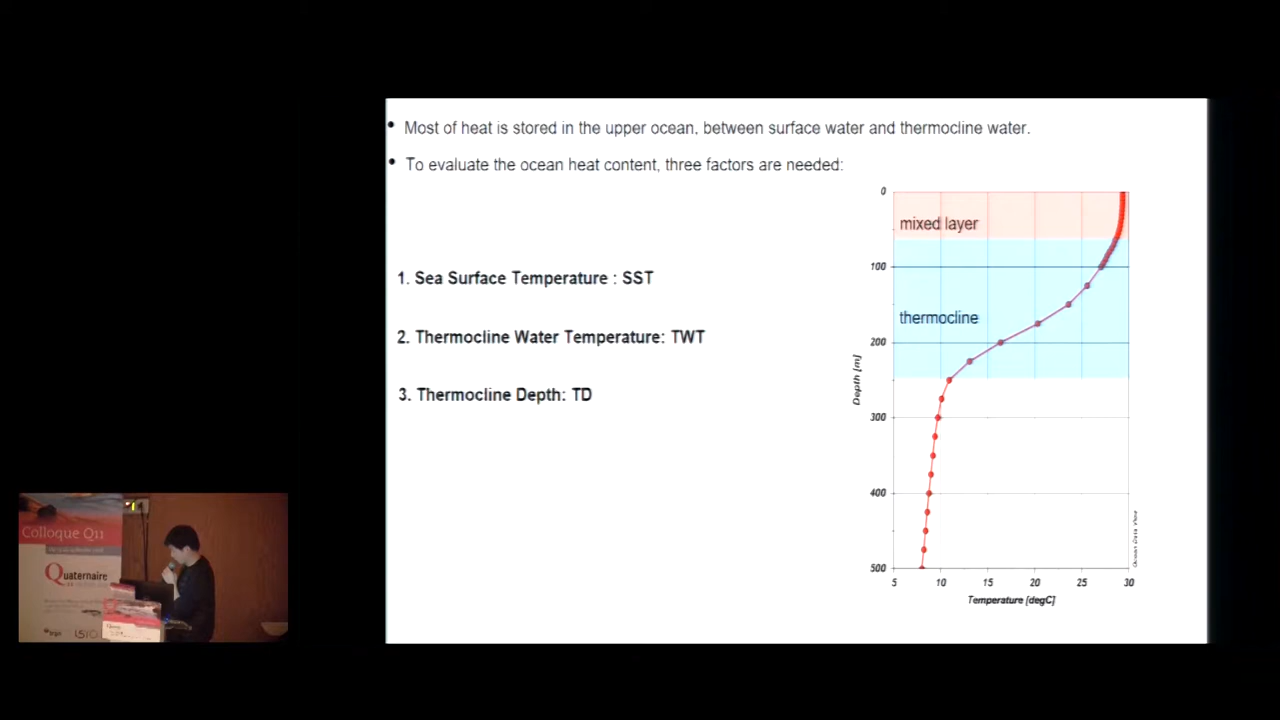 • Most of heat is stored in the upper ocean, between surface water and thermocline water.
• To evaluate the ocean heat content, three factors are needed:
1. Sea Surface Temperature : SST
2. Thermocline Water Temperature: TWT
3. Thermocline Depth: TD
mixed layer
thermocline
0
100
200
300
400
500
Depth [m]
5 10 15 20 25 30
Temperature [degC]
Ocean Data View
Colloque Q11
Quaternaire